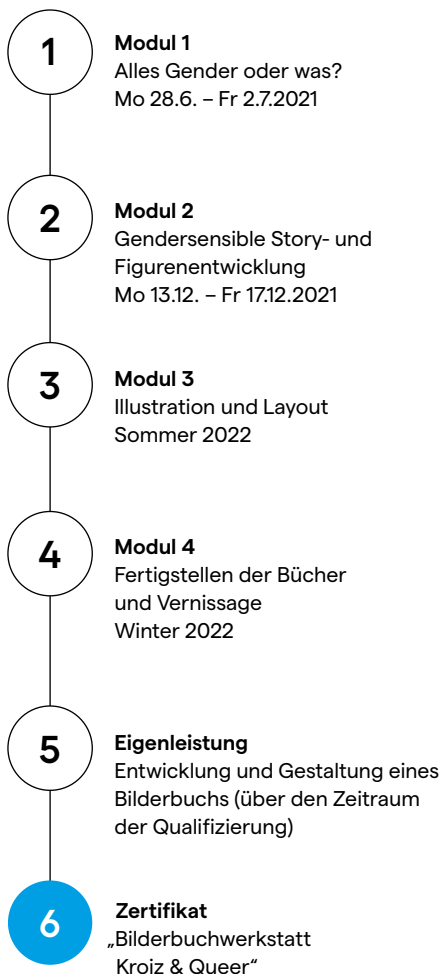 1
Modul 1
Alles Gender oder was?
Mo 28.6. – Fr 2.7.2021
2
Modul 2
Gendersensible Story- und
Figurenentwicklung
Mo 13.12. – Fr 17.12.2021
3
Modul 3
Illustration und Layout
Sommer 2022
4
Modul 4
Fertigstellen der Bücher
und Vernissage
Winter 2022
5
Eigenleistung
Entwicklung und Gestaltung eines
Bilderbuchs (über den Zeitraum
der Qualifizierung)
6
Zertifikat
„Bilderbuchwerkstatt
Kroiz & Queer“